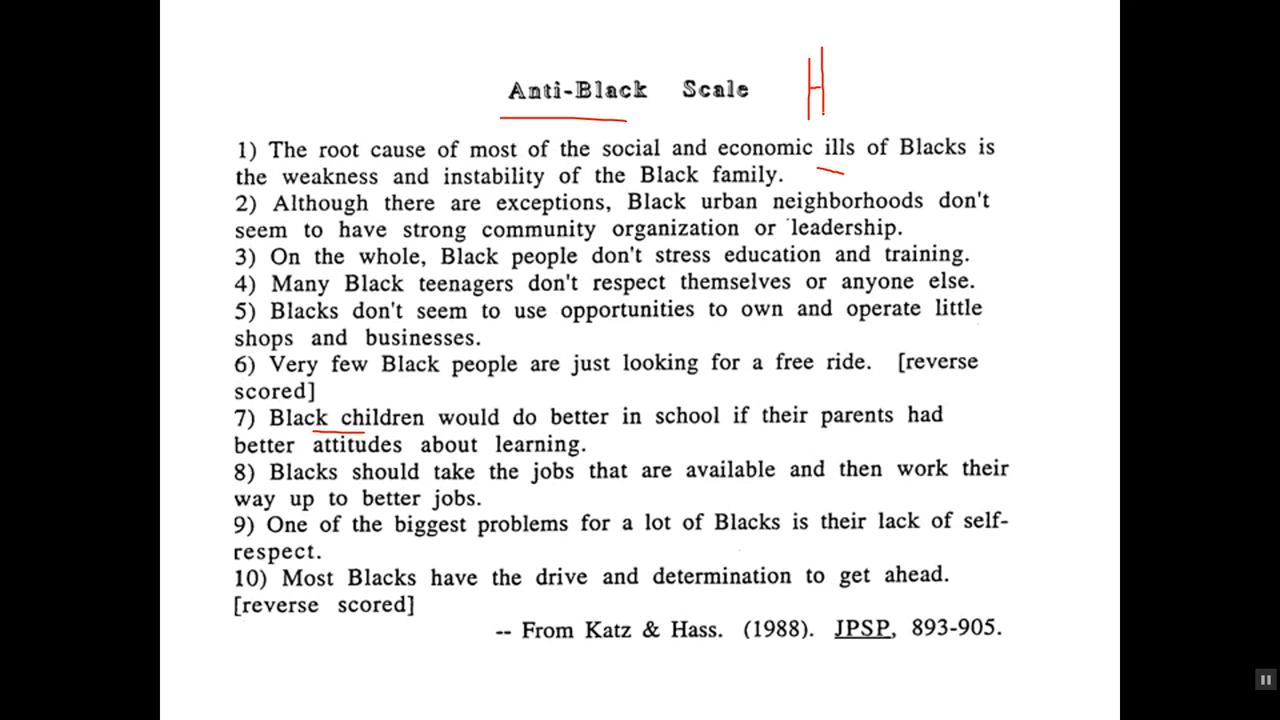 Anti-Black Scale H
1) The root cause of most of the social and economic ills of Blacks is
the weakness and instability of the Black family.
2) Although there are exceptions, Black urban neighborhoods don't
seem to have strong community organization or leadership.
3) On the whole, Black people don't stress education and training.
4) Many Black teenagers don't respect themselves or anyone else.
5) Blacks don't seem to use opportunities to own and operate little
shops and businesses.
6) Very few Black people are just looking for a free ride. [reverse
scored]
7) Black children would do better in school if their parents had
better attitudes about learning.
8) Blacks should take the jobs that are available and then work their
way up to better jobs.
9) One of the biggest problems for a lot of Blacks is their lack of self-
respect.
10) Most Blacks have the drive and determination to get ahead.
[reverse scored]
-- From Katz & Hass. (1988). JPSP, 893-905.